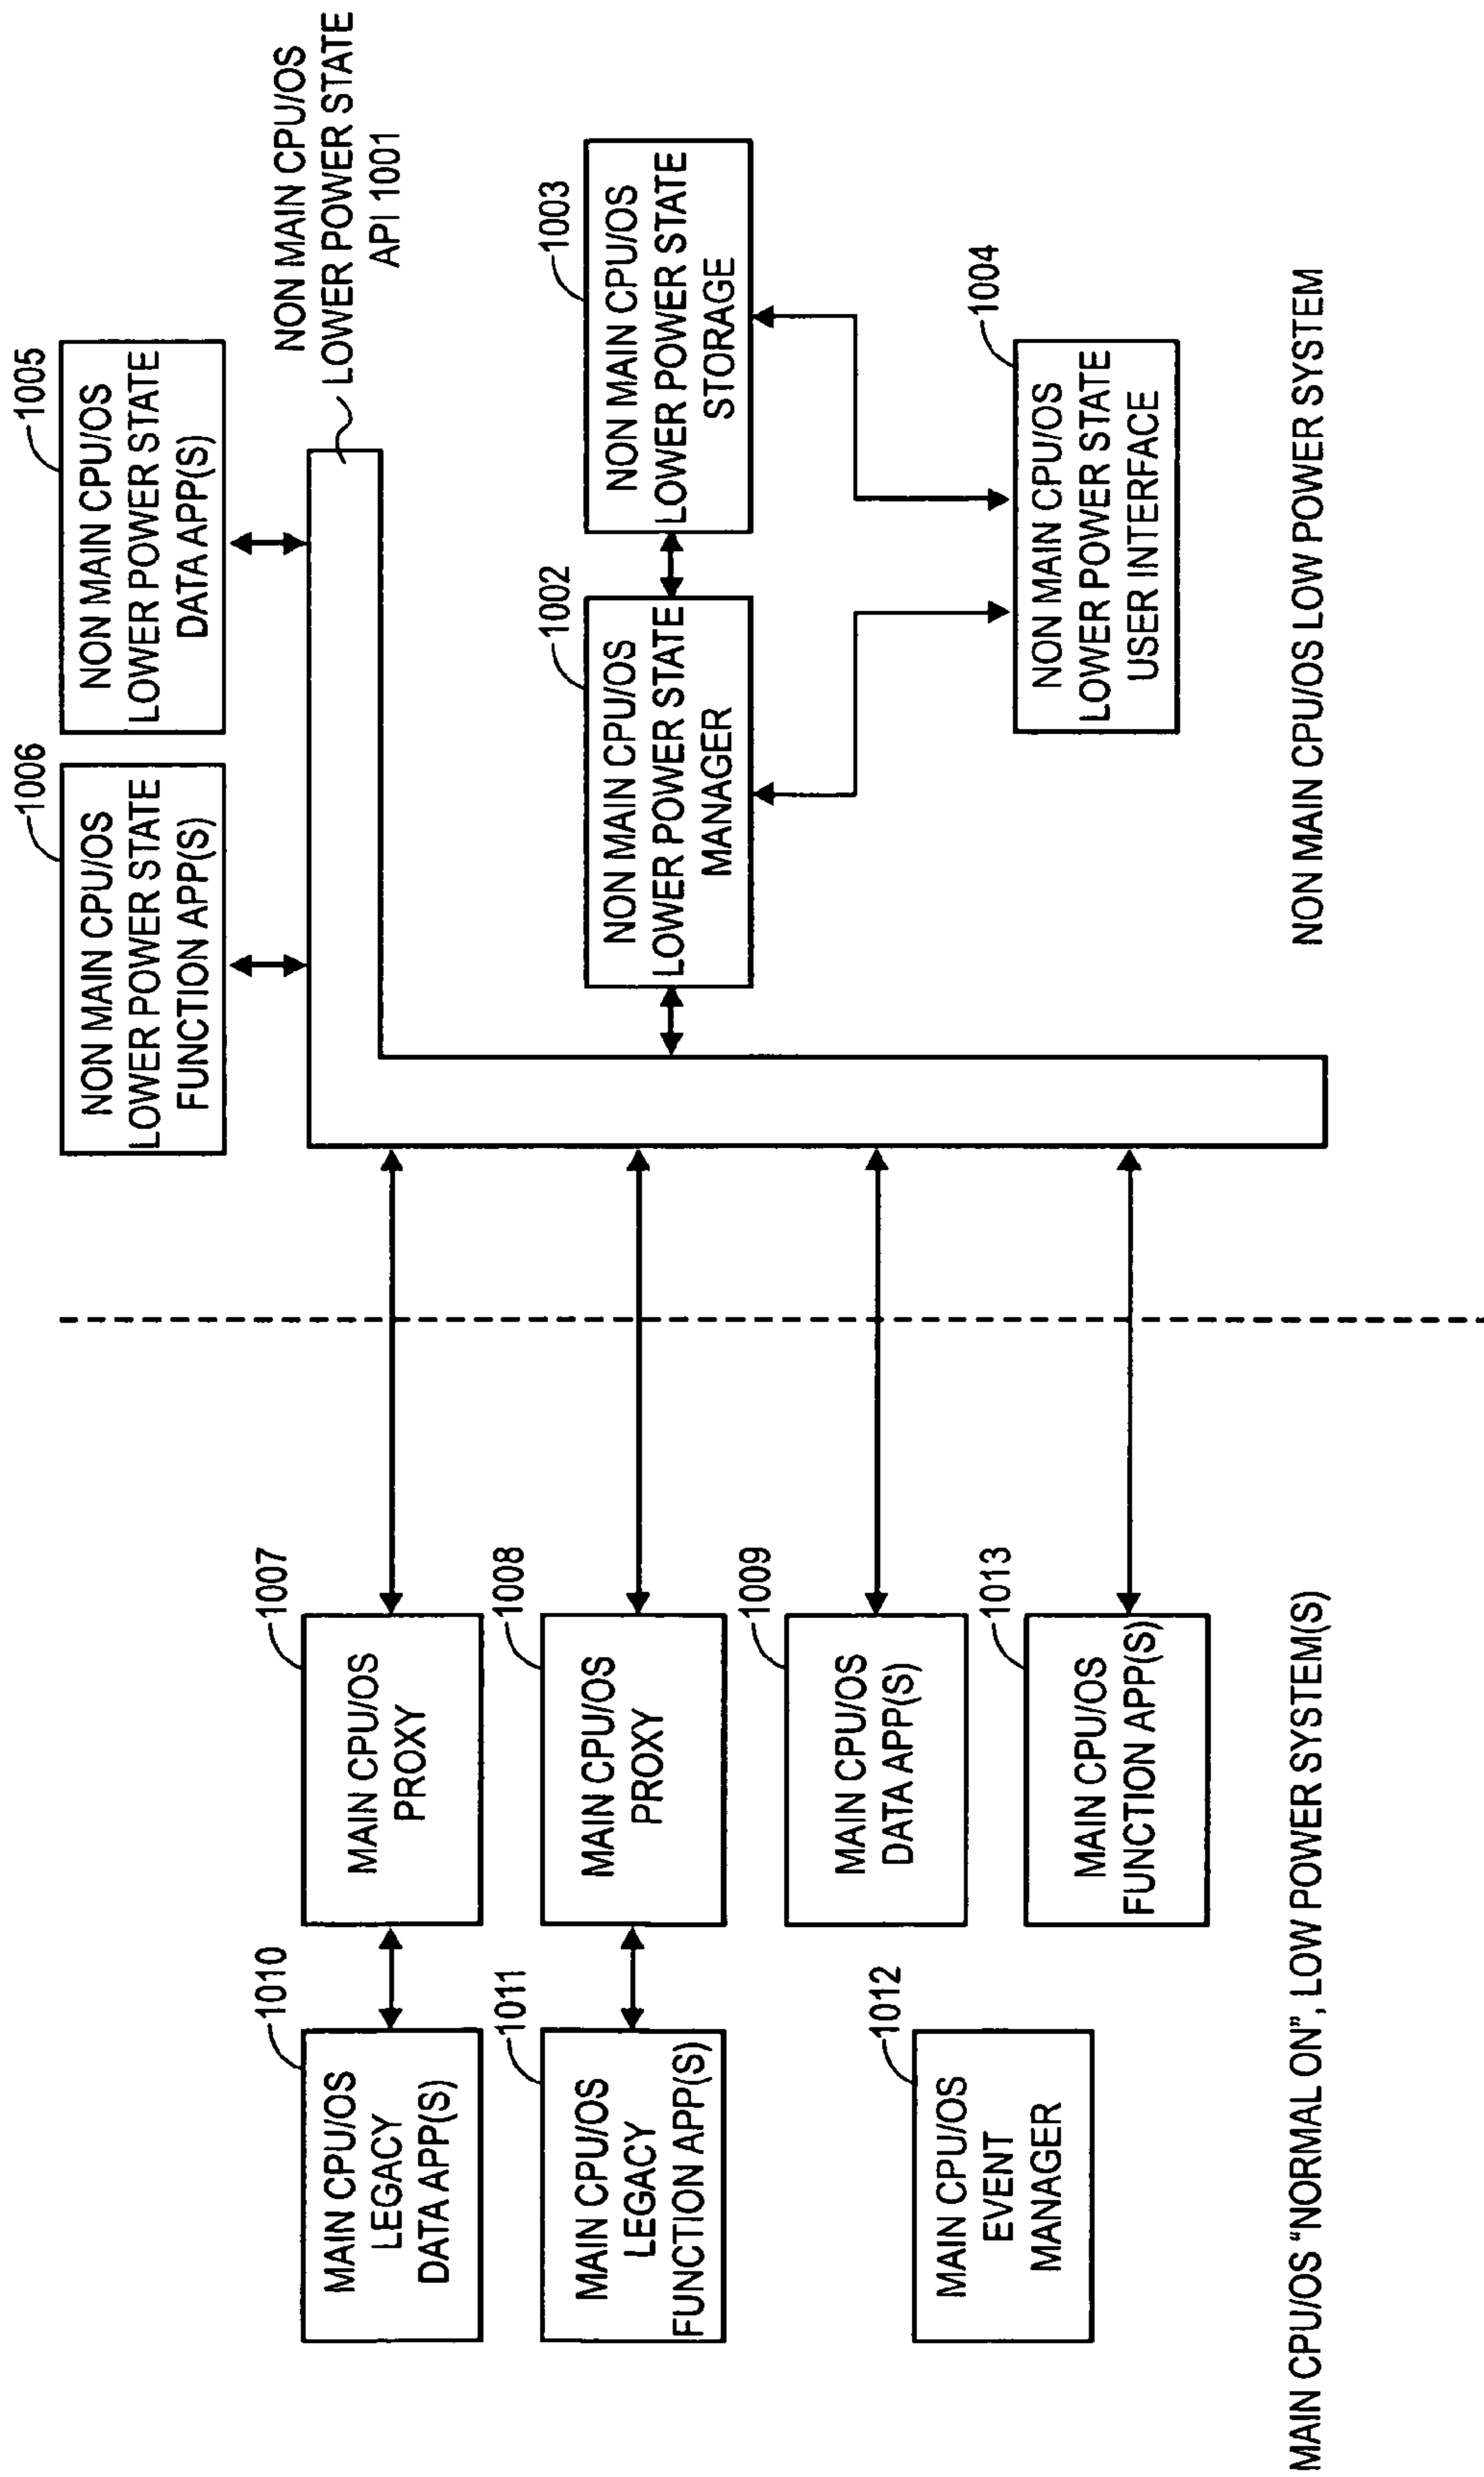 1006
NON MAIN CPU/OS
LOWER POWER STATE
FUNCTION APP(S)
1005
NON MAIN CPU/OS
LOWER POWER STATE
DATA APP(S)
NON MAIN CPU/OS
LOWER POWER STATE
API 1001
1010
MAIN CPU/OS
LEGACY
DATA APP(S)
1007
MAIN CPU/OS
PROXY
1011
MAIN CPU/OS
LEGACY
FUNCTION APP(S)
1008
MAIN CPU/OS
PROXY
1002
NON MAIN CPU/OS
LOWER POWER STATE
MANAGER
1003
NON MAIN CPU/OS
LOWER POWER STATE
STORAGE
1009
MAIN CPU/OS
DATA APP(S)
1012
MAIN CPU/OS
EVENT
MANAGER
1013
MAIN CPU/OS
FUNCTION APP(S)
1004
NON MAIN CPU/OS
LOWER POWER STATE
USER INTERFACE
MAIN CPU/OS “NORMAL ON”, LOW POWER SYSTEM(S)
NON MAIN CPU/OS LOW POWER SYSTEM